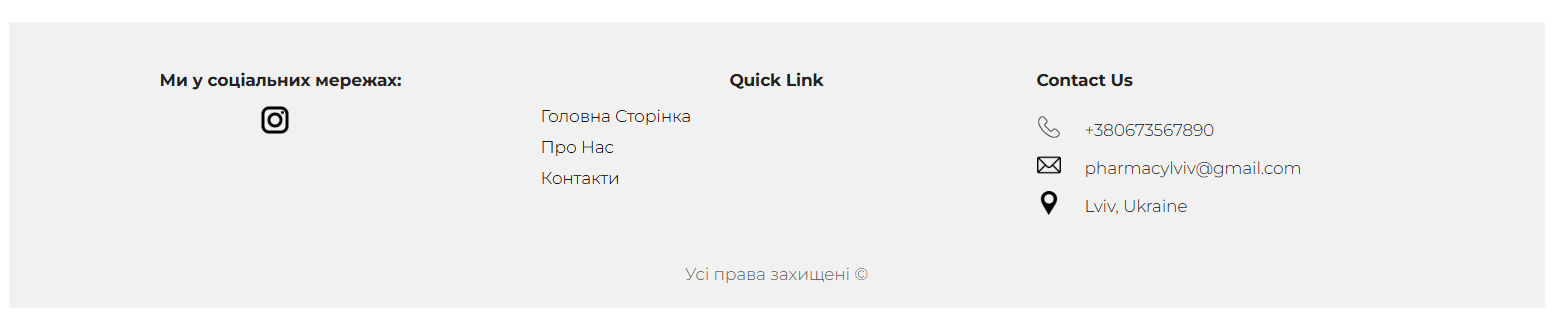 Ми у соціальних мережах:
Quick Link
Головна Сторінка
Про Нас
Контакти
Contact Us
+380673567890
pharmacylviv@gmail.com
Lviv, Ukraine
Усі права захищені ©